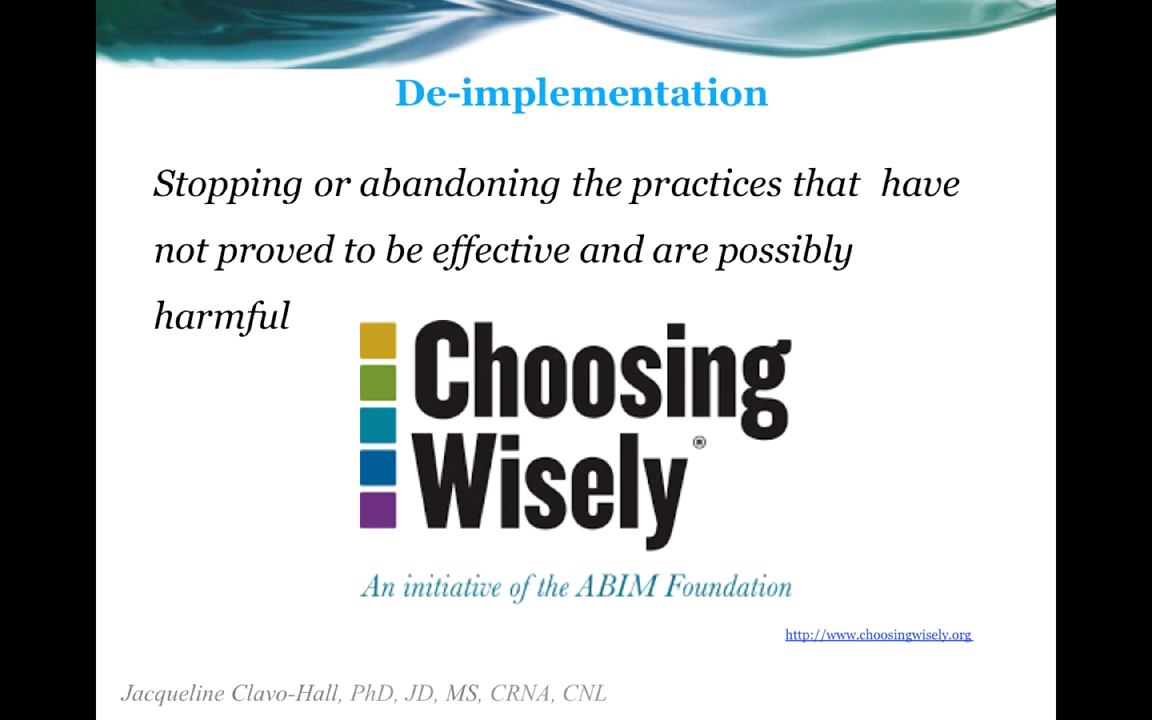 De-implementation
Stopping or abandoning the practices that have
not proved to be effective and are possibly
harmful
Choosing
Wisely®
An initiative of the ABIM Foundation
http://www.choosingwisely.org
Jacqueline Clavo-Hall, PhD, JD, MS, CRNA, CNL